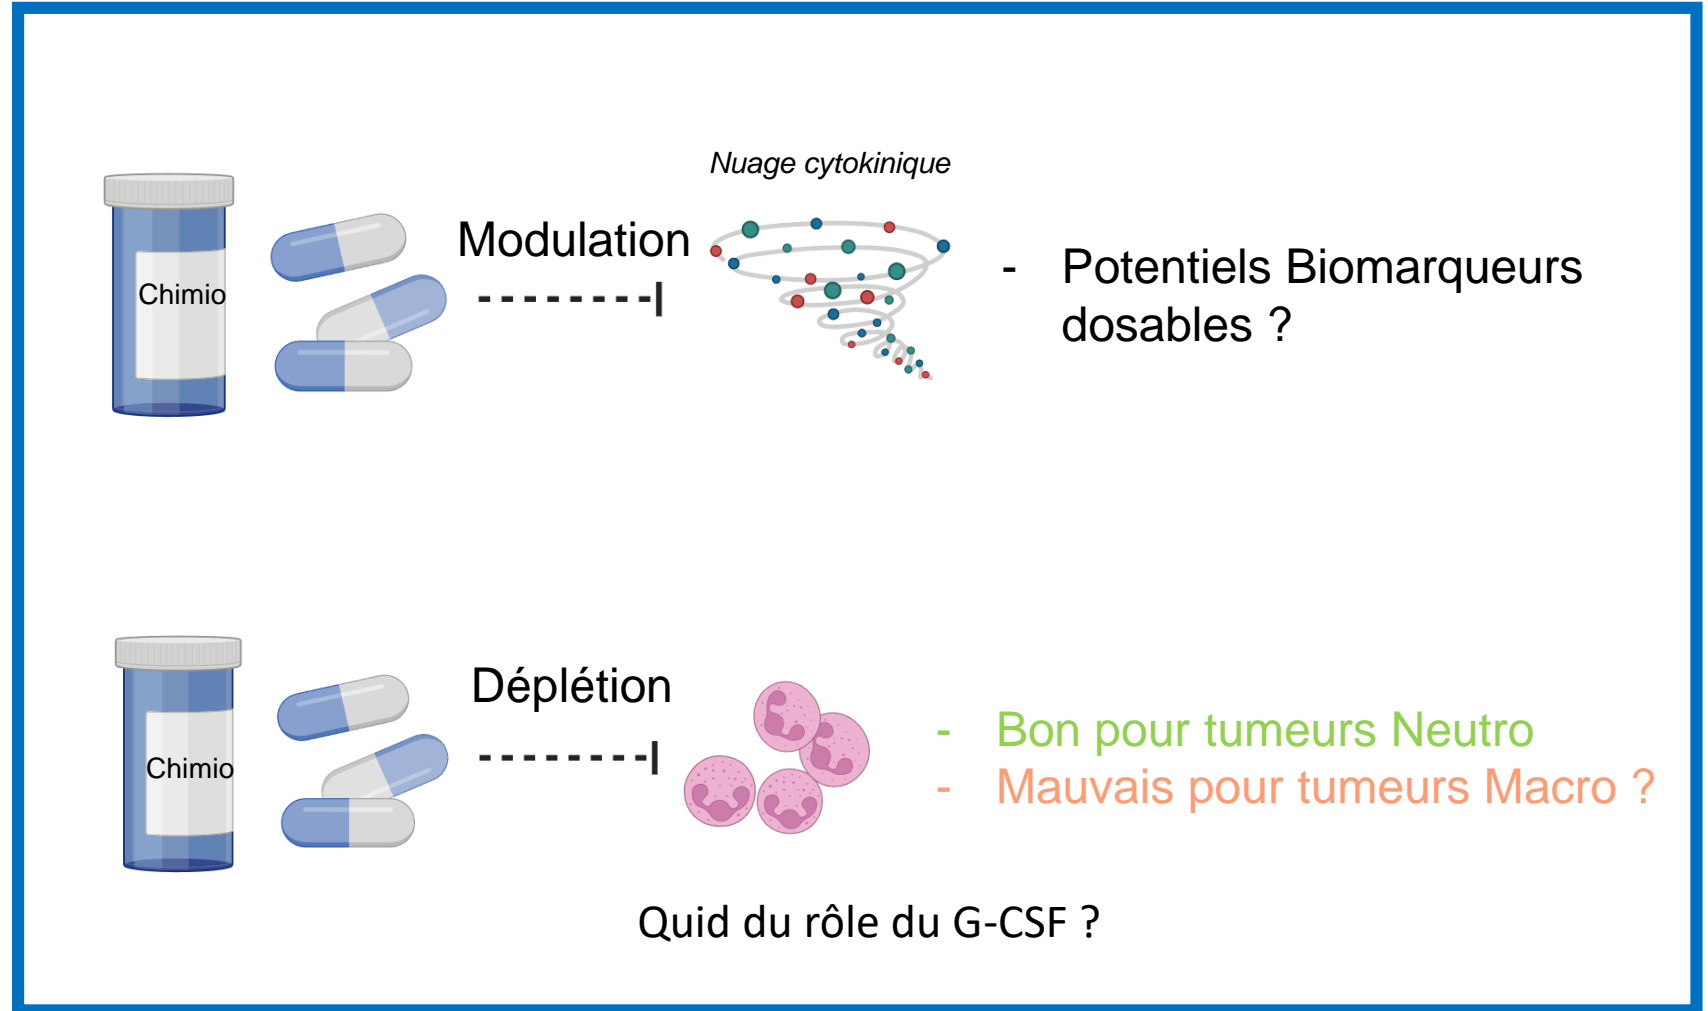 Nuage cytokinique
Chimio
Modulation
- Potentiels Biomarqueurs
dosables ?
Chimio
Déplétion
- Bon pour tumeurs Neutro
- Mauvais pour tumeurs Macro ?
Quid du rôle du G-CSF ?